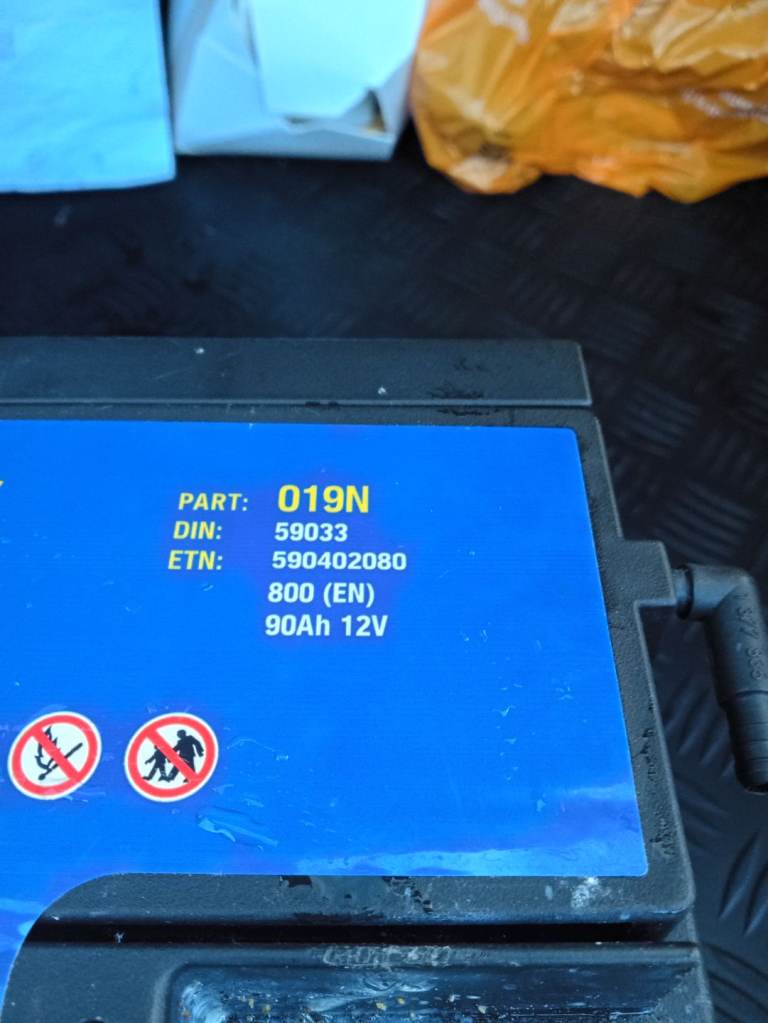 PART: 019N
DIN: 59033
ETN: 590402080
800 (EN)
90Ah 12V